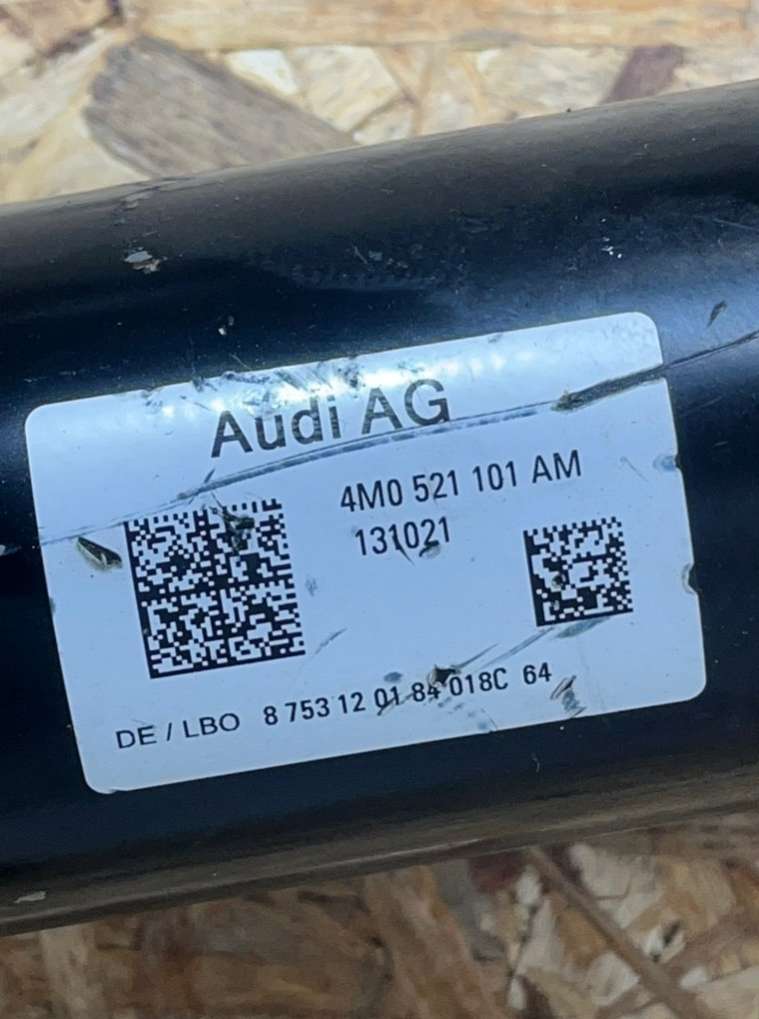 Audi AG
4M0 521 101 AM
131021
DE / LBO 8 753 12 01 84 018C 64